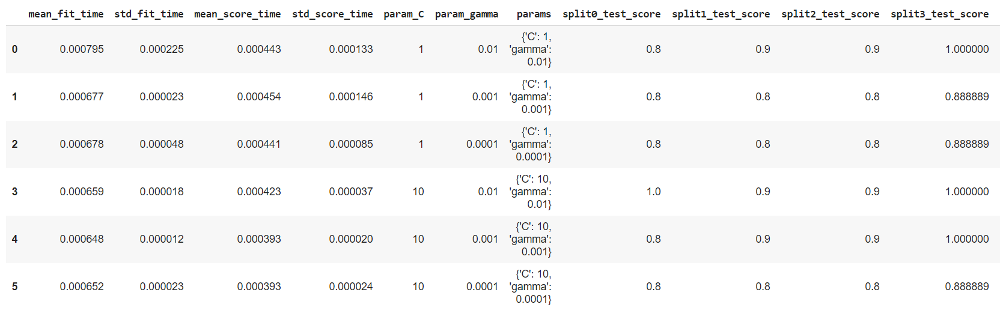 mean_fit_time std_fit_time mean_score_time std_score_time param_C param_gamma params split0_test_score split1_test_score split2_test_score split3_test_score
0 0.000795 0.000225 0.000443 0.000133 1 0.01 {'C': 1, 'gamma': 0.01} 0.8 0.9 0.9 1.000000
1 0.000677 0.000023 0.000454 0.000146 1 0.001 {'C': 1, 'gamma': 0.001} 0.8 0.8 0.8 0.888889
2 0.000678 0.000048 0.000441 0.000085 1 0.0001 {'C': 1, 'gamma': 0.0001} 0.8 0.8 0.8 0.888889
3 0.000659 0.000018 0.000423 0.000037 10 0.01 {'C': 10, 'gamma': 0.01} 1.0 0.9 0.9 1.000000
4 0.000648 0.000012 0.000393 0.000020 10 0.001 {'C': 10, 'gamma': 0.001} 0.8 0.9 0.9 1.000000
5 0.000652 0.000023 0.000393 0.000024 10 0.0001 {'C': 10, 'gamma': 0.0001} 0.8 0.8 0.8 0.888889